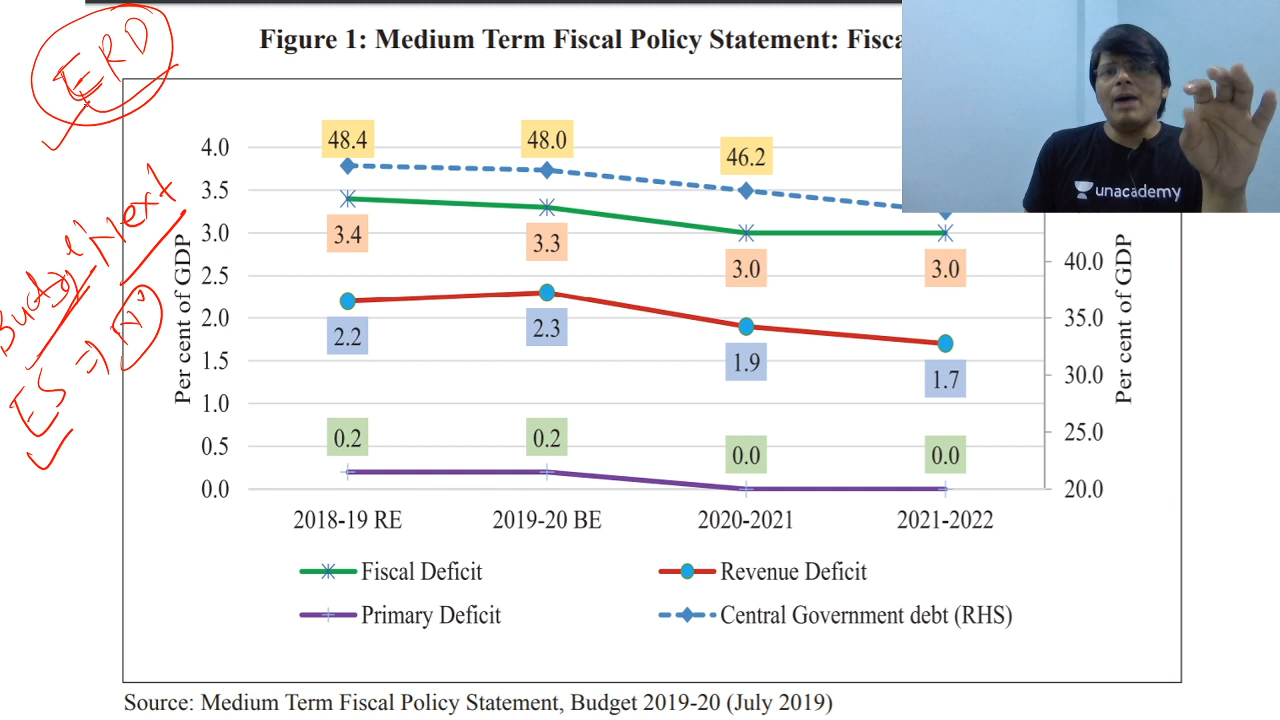 Figure 1: Medium Term Fiscal Policy Statement: Fisca
ERD
unacademy
Budget Next
ES => "N"
4.0
3.5
3.0
2.5
2.0
1.5
1.0
0.5
0.0
Per cent of GDP
48.4
48.0
46.2
3.4
3.3
3.0
3.0
2.2
2.3
1.9
1.7
0.2
0.2
0.0
0.0
40.0
35.0
30.0
25.0
20.0
Per cent of GDP
2018-19 RE
2019-20 BE
2020-2021
2021-2022
Fiscal Deficit
Revenue Deficit
Primary Deficit
Central Government debt (RHS)
Source: Medium Term Fiscal Policy Statement, Budget 2019-20 (July 2019)